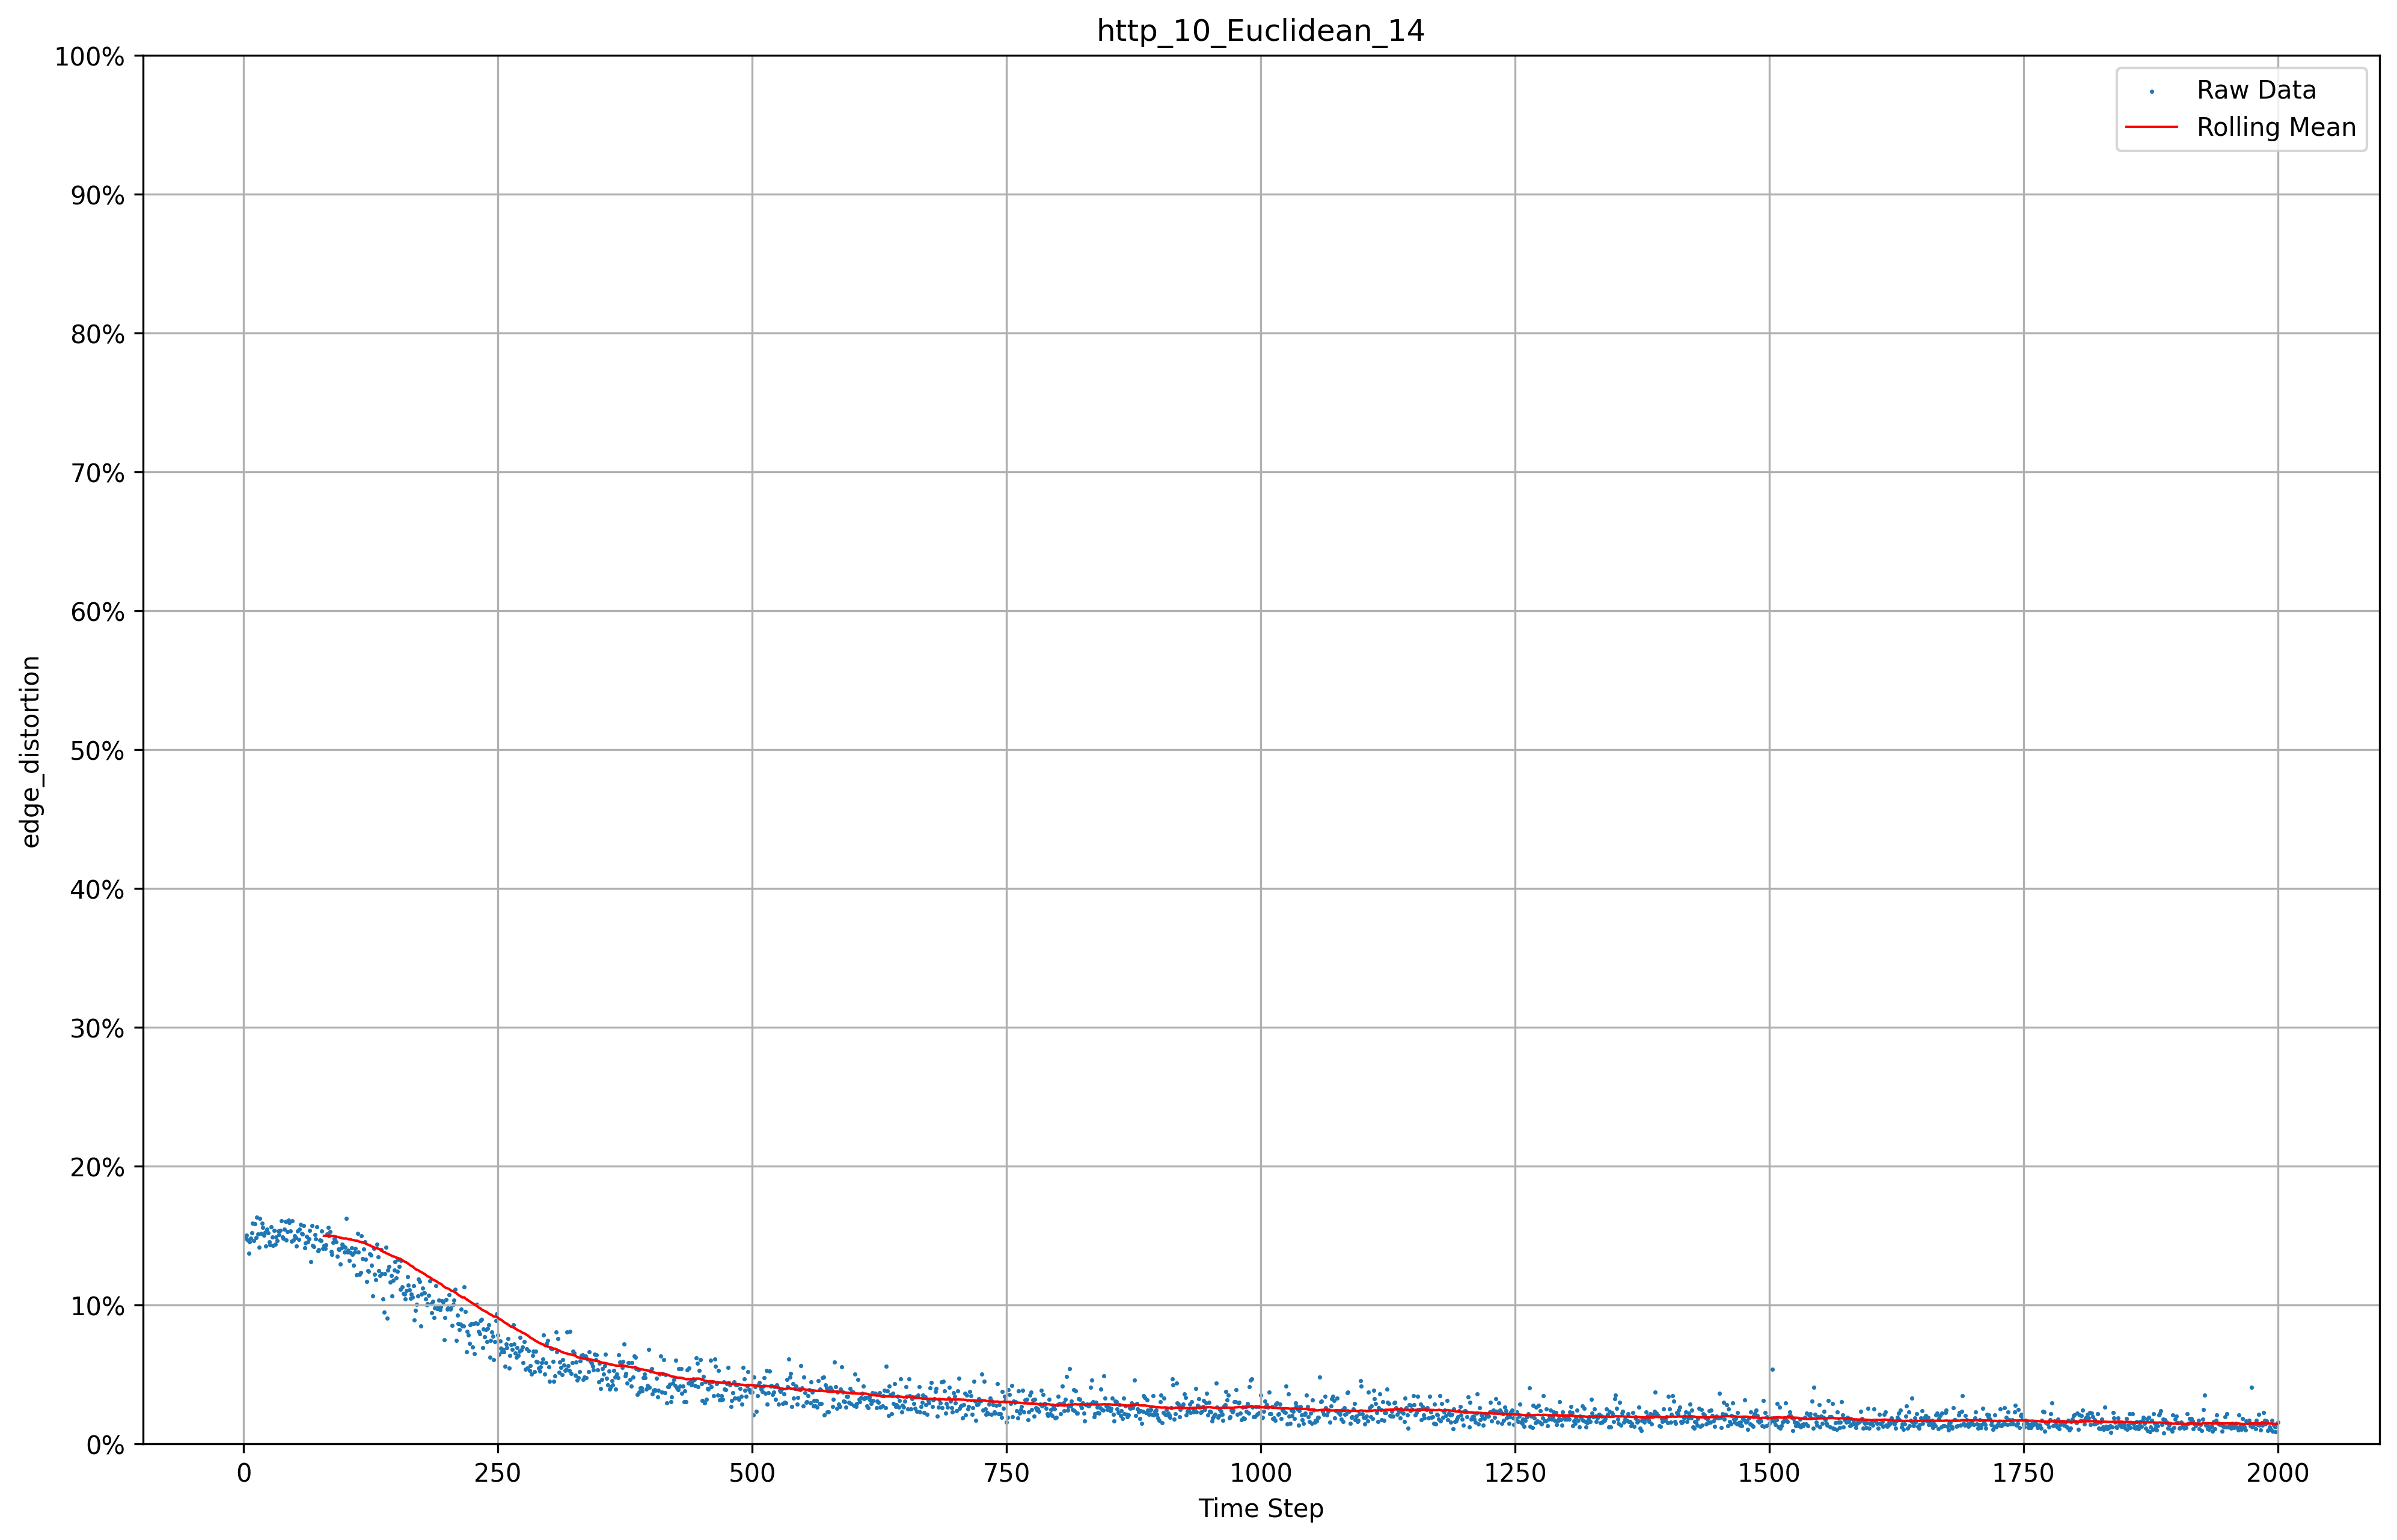 http_10_Euclidean_14
100%
90%
80%
70%
60%
50%
40%
30%
20%
10%
0%
edge_distortion
Raw Data
Rolling Mean
0 250 500 750 1000 1250 1500 1750 2000
Time Step